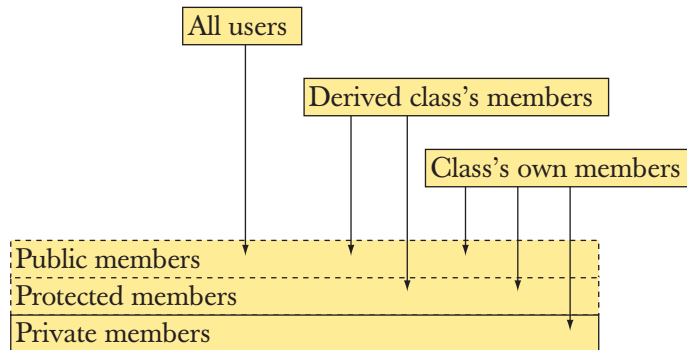 All users
Derived class’s members
Class’s own members
Public members
Protected members
Private members